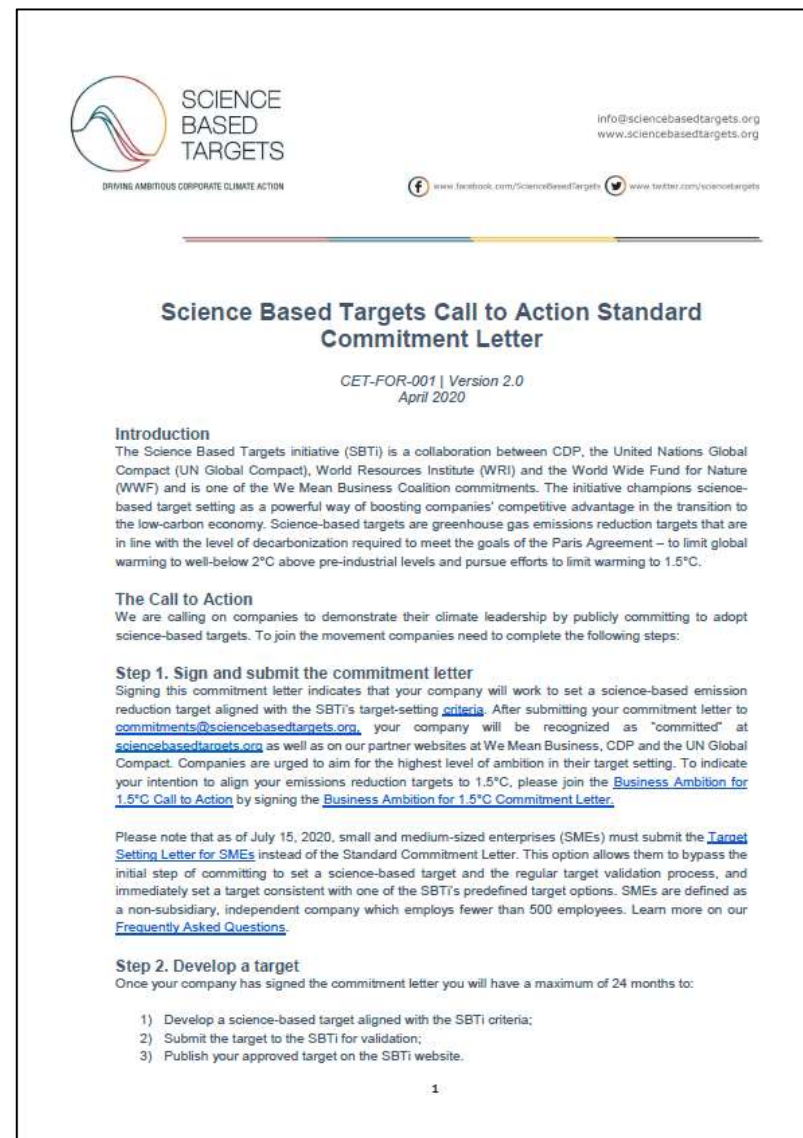 SCIENCE
BASED
TARGETS
DRIVING AMBITIOUS CORPORATE CLIMATE ACTION
info@sciencebasedtargets.org
www.sciencebasedtargets.org
www.facebook.com/ScienceBasedTargets www.twitter.com/sciencetargets
Science Based Targets Call to Action Standard
Commitment Letter
CET-FOR-001 | Version 2.0
April 2020
Introduction
The Science Based Targets initiative (SBTi) is a collaboration between CDP, the United Nations Global
Compact (UN Global Compact), World Resources Institute (WRI) and the World Wide Fund for Nature
(WWF) and is one of the We Mean Business Coalition commitments. The initiative champions science-
based target setting as a powerful way of boosting companies' competitive advantage in the transition to
the low-carbon economy. Science-based targets are greenhouse gas emissions reduction targets that are
in line with the level of decarbonization required to meet the goals of the Paris Agreement – to limit global
warming to well-below 2°C above pre-industrial levels and pursue efforts to limit warming to 1.5°C.
The Call to Action
We are calling on companies to demonstrate their climate leadership by publicly committing to adopt
science-based targets. To join the movement companies need to complete the following steps:
Step 1. Sign and submit the commitment letter
Signing this commitment letter indicates that your company will work to set a science-based emission
reduction target aligned with the SBTi's target-setting criteria. After submitting your commitment letter to
commitments@sciencebasedtargets.org, your company will be recognized as "committed" at
sciencebasedtargets.org as well as on our partner websites at We Mean Business, CDP and the UN Global
Compact. Companies are urged to aim for the highest level of ambition in their target setting. To indicate
your intention to align your emissions reduction targets to 1.5°C, please join the Business Ambition for
1.5°C Call to Action by signing the Business Ambition for 1.5°C Commitment Letter.
Please note that as of July 15, 2020, small and medium-sized enterprises (SMEs) must submit the Target
Setting Letter for SMEs instead of the Standard Commitment Letter. This option allows them to bypass the
initial step of committing to set a science-based target and the regular target validation process, and
immediately set a target consistent with one of the SBTi's predefined target options. SMEs are defined as
a non-subsidiary, independent company which employs fewer than 500 employees. Learn more on our
Frequently Asked Questions.
Step 2. Develop a target
Once your company has signed the commitment letter you will have a maximum of 24 months to:
1) Develop a science-based target aligned with the SBTi criteria;
2) Submit the target to the SBTi for validation;
3) Publish your approved target on the SBTi website.
1